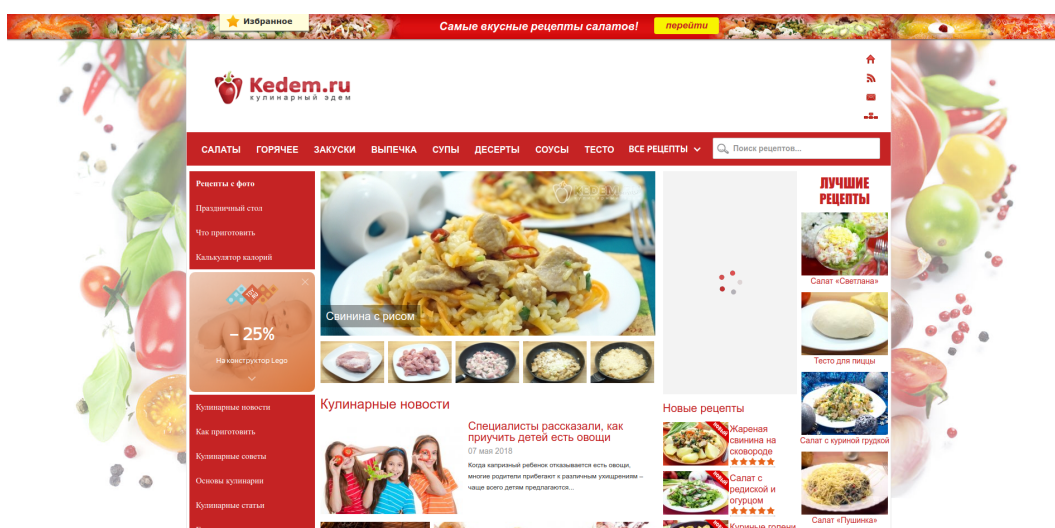 Избранное
Самые вкусные рецепты салатов!
перейти
Kedem.ru
кулинарный эдем
САЛАТЫ ГОРЯЧЕЕ ЗАКУСКИ ВЫПЕЧКА СУПЫ ДЕСЕРТЫ СОУСЫ ТЕСТО ВСЕ РЕЦЕПТЫ
Поиск рецептов...
Рецепты с фото
Праздничный стол
Что приготовить
Калькулятор калорий
– 25%
На конструктор Lego
Кулинарные новости
Как приготовить
Кулинарные советы
Основы кулинарии
Кулинарные статьи
Свинина с рисом
Кулинарные новости
Специалисты рассказали, как
приучить детей есть овощи
07 мая 2018
Когда капризный ребенок отказывается есть овощи,
многие родители прибегают к различным ухищрениям –
чаще всего детям предлагаются...
Новые рецепты
Жареная
свинина на
сковороде
Салат с
редиской и
огурцом
Куриные голени
ЛУЧШИЕ
РЕЦЕПТЫ
Салат «Светлана»
Тесто для пиццы
Салат с куриной грудкой
Салат «Пушинка»